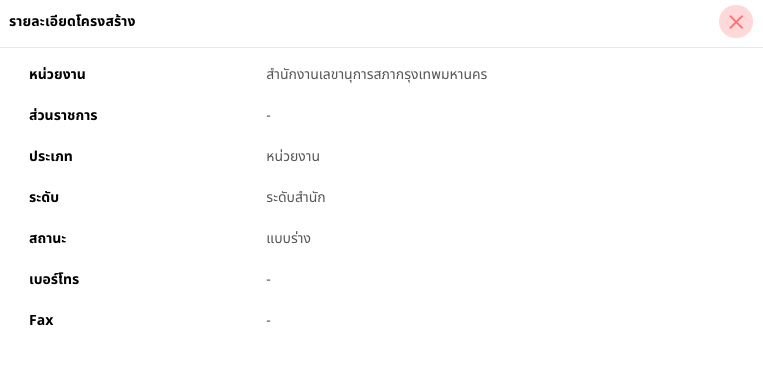 รายละเอียดโครงสร้าง
หน่วยงาน สำนักงานเลขานุการสภากรุงเทพมหานคร
ส่วนราชการ -
ประเภท หน่วยงาน
ระดับ ระดับสำนัก
สถานะ แบบร่าง
เบอร์โทร -
Fax -